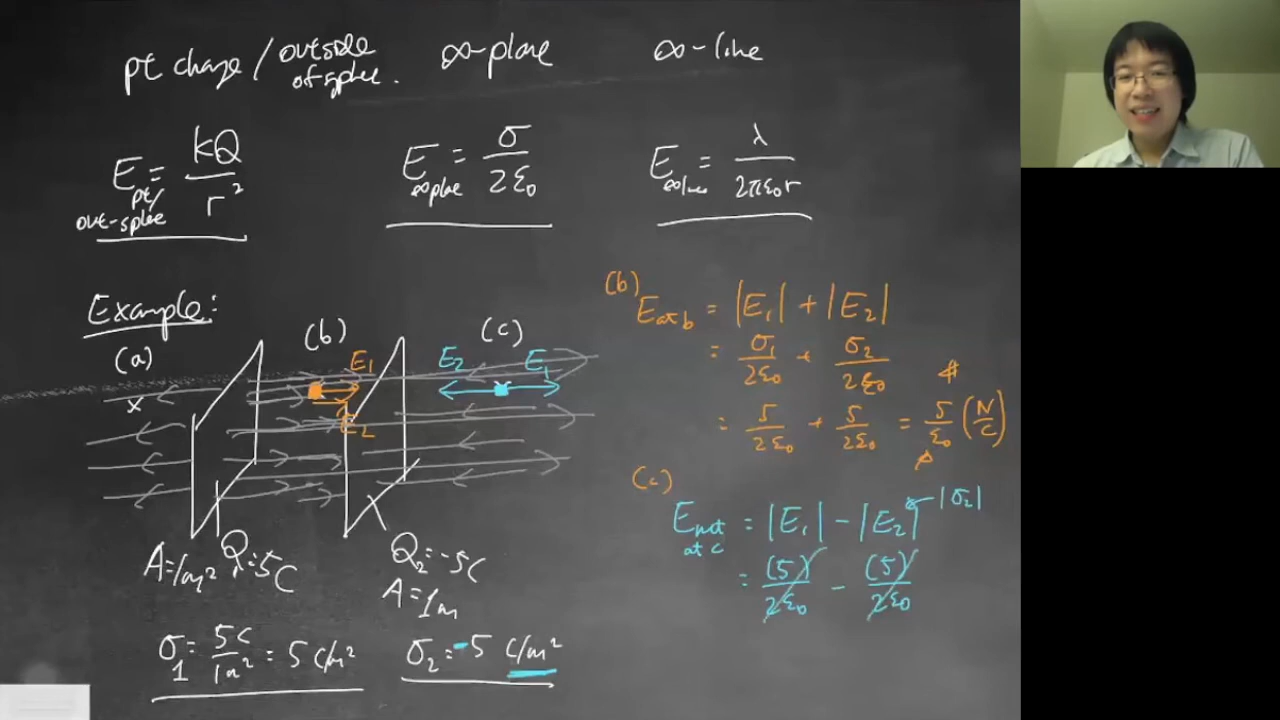 pt charge / outside of sphere.
∞-plane
∞-line
E pt/out-sphere = kQ / r²
E ∞plane = σ / 2ε₀
E ∞line = λ / 2πε₀r
Example:
(a)
(b)
(c)
E₁
E₂
E₂
E₁
x
A=1m²
Q₁=5C
Q₂=-5C
A=1m
σ₁ = 5C / 1m² = 5 C/m²
σ₂ = -5 C/m²
(b)
E at b = |E₁| + |E₂|
= σ₁/2ε₀ + σ₂/2ε₀
= 5/2ε₀ + 5/2ε₀ = 5/ε₀ (N/C)
(c)
E net at c = |E₁| - |E₂|
|σ₂|
= (5)/2ε₀ - (5)/2ε₀